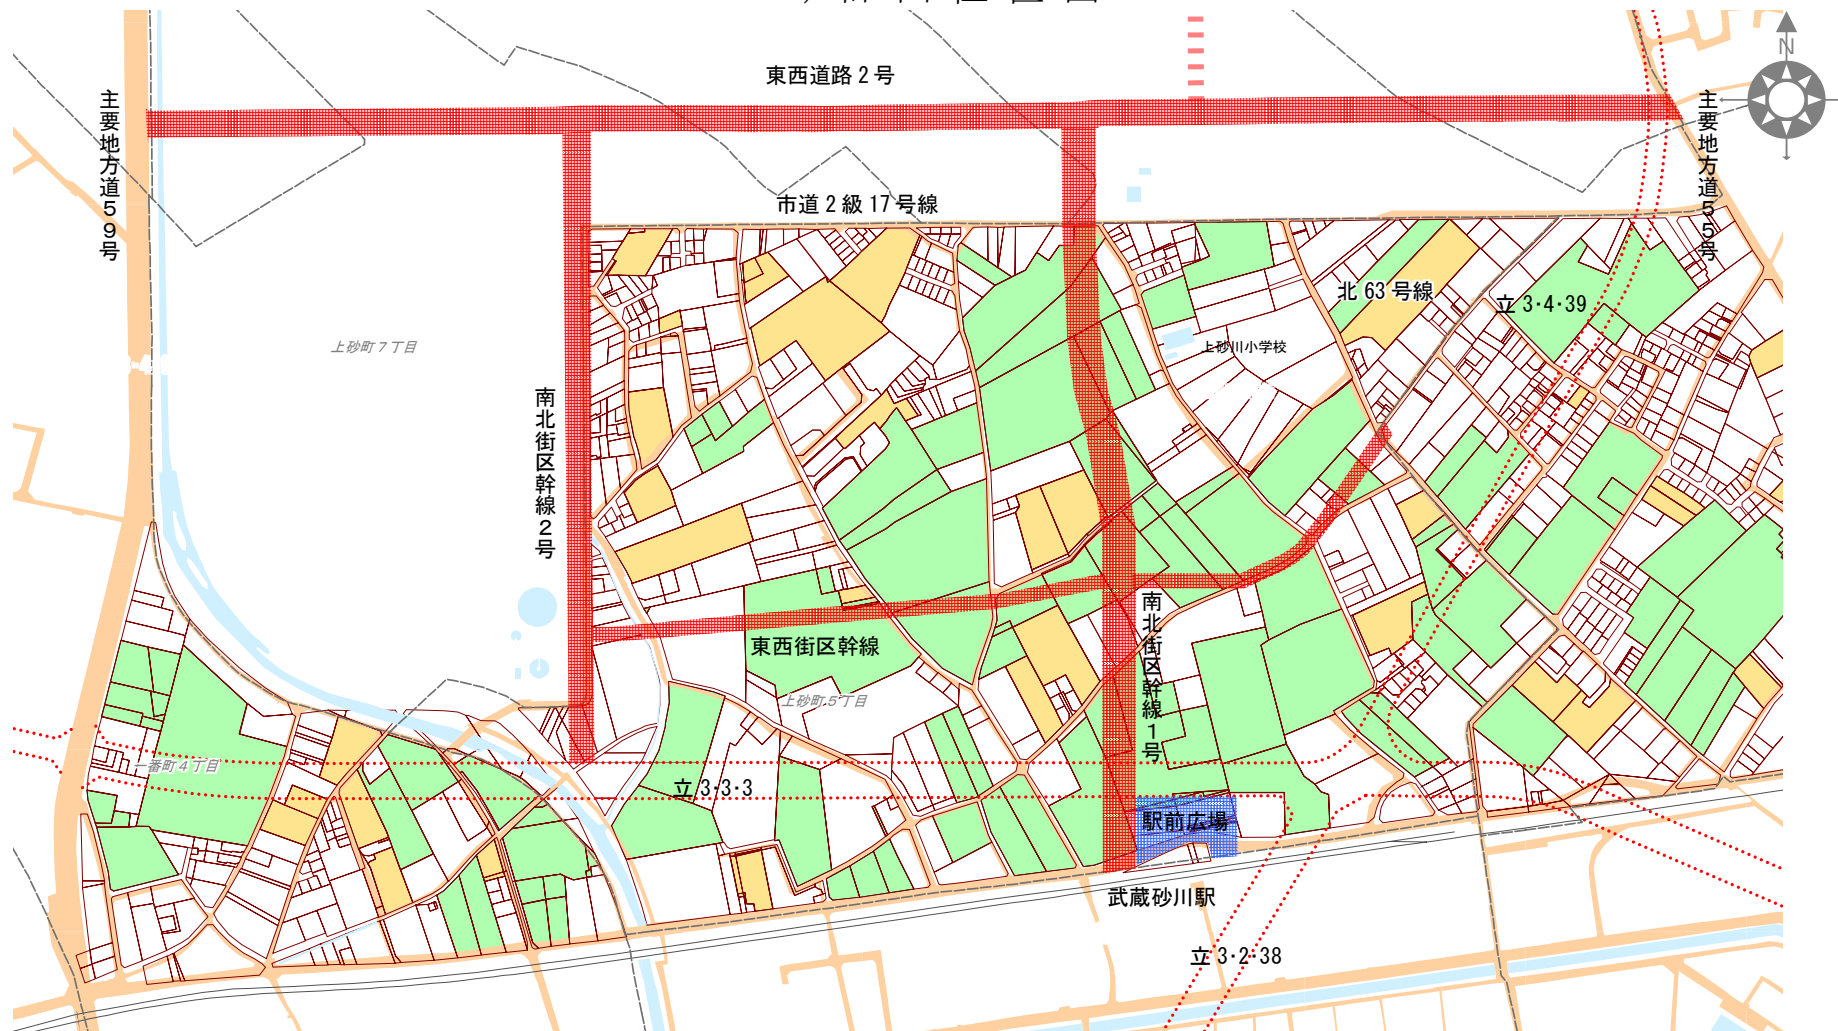 N
東西道路2号
主要地方道59号
主要地方道55号
市道2級17号線
北63号線
立3・4・39
上砂町7丁目
上砂川小学校
南北街区幹線2号
南北街区幹線1号
東西街区幹線
上砂町5丁目
一番町4丁目
立3・3・3
駅前広場
武蔵砂川駅
立3・2・38